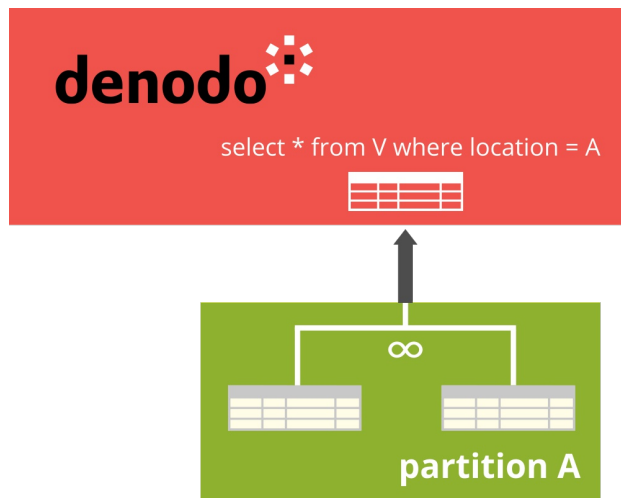 denodo
select * from V where location = A
∞
partition A